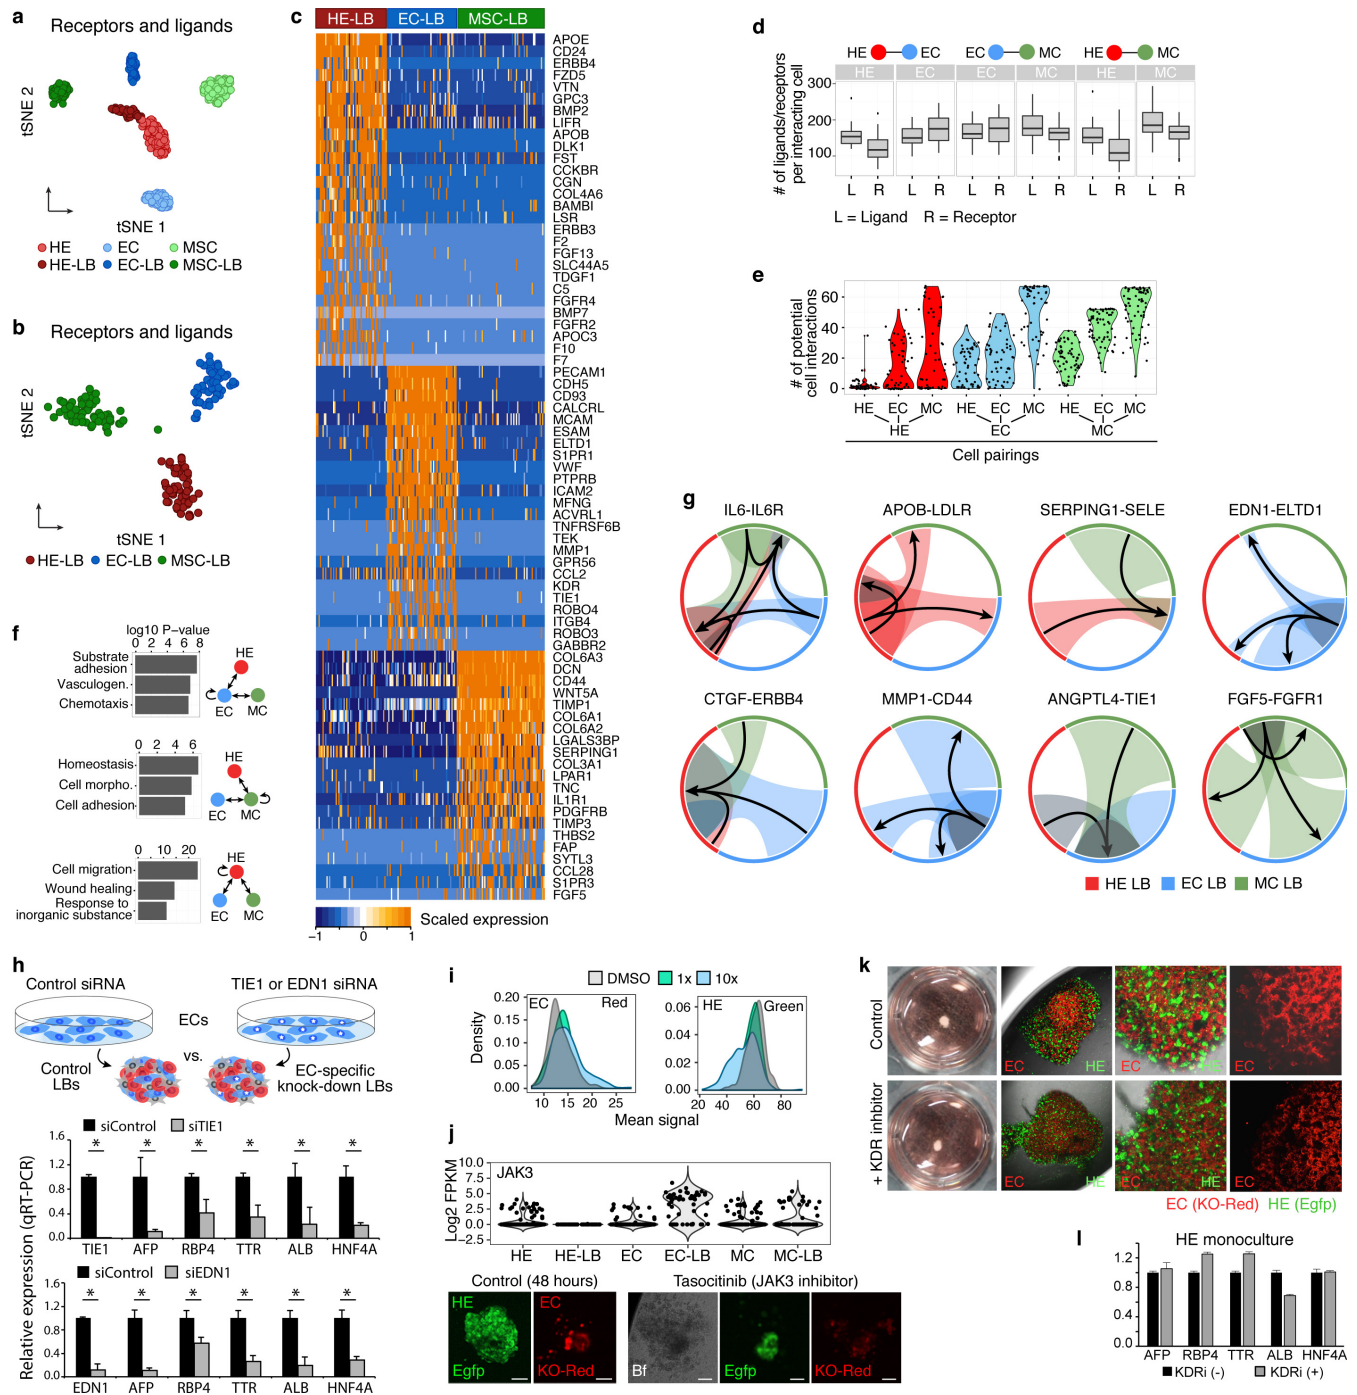 a
Receptors and ligands
tSNE 2
tSNE 1
HE EC MSC
HE-LB EC-LB MSC-LB
b
Receptors and ligands
tSNE 2
tSNE 1
HE-LB EC-LB MSC-LB
c
HE-LB EC-LB MSC-LB
APOE
CD24
ERBB4
FZD5
VTN
GPC3
BMP2
LIFR
APOB
DLK1
FST
CCKBR
CGN
COL4A6
BAMBI
LSR
ERBB3
F2
FGF13
SLC44A5
TDGF1
C5
FGFR4
BMP7
FGFR2
APOC3
F10
F7
PECAM1
CDH5
CD93
CALCRL
MCAM
ESAM
ELTD1
S1PR1
VWF
PTPRB
ICAM2
MFNG
ACVRL1
TNFRSF6B
TEK
MMP1
GPR56
CCL2
KDR
TIE1
ROBO4
ITGB4
ROBO3
GABBR2
COL6A3
DCN
CD44
WNT5A
TIMP1
COL6A1
COL6A2
LGALS3BP
SERPING1
COL3A1
LPAR1
TNC
IL1R1
PDGFRB
TIMP3
THBS2
FAP
SYTL3
CCL28
S1PR3
FGF5
Scaled expression
−1 0 1
d
HE EC EC MC HE MC
HE EC EC MC HE MC
# of ligands/receptors
per interacting cell
300
200
100
L R L R L R L R L R L R
L = Ligand R = Receptor
e
# of potential
cell interactions
60
40
20
0
HE EC MC HE EC MC HE EC MC
HE EC MC
Cell pairings
f
log10 P−value
0 2 4 6 8
Substrate
adhesion
Vasculogen.
Chemotaxis
HE
EC MC
0 2 4 6
Homeostasis
Cell morpho.
Cell adhesion
HE
EC MC
0 10 20
Cell migration
Wound healing
Response to
inorganic substance
HE
EC MC
g
IL6-IL6R APOB-LDLR SERPING1-SELE EDN1-ELTD1
CTGF-ERBB4 MMP1-CD44 ANGPTL4-TIE1 FGF5-FGFR1
HE LB EC LB MC LB
h
Control siRNA TIE1 or EDN1 siRNA
ECs
vs.
Control
LBs
EC-specific
knock-down LBs
Relative expression (qRT-PCR)
siControl siTIE1
1.6
1.2
0.8
0.4
0
* * * * * *
TIE1 AFP RBP4 TTR ALB HNF4A
siControl siEDN1
1.6
1.2
0.8
0.4
0
* * * * * *
EDN1 AFP RBP4 TTR ALB HNF4A
i
DMSO 1x 10x
Density
0.20
0.15
0.10
0.05
0.00
EC Red
10 15 20 25
0.06
0.04
0.02
0.00
HE Green
20 40 60 80
Mean signal
j
Log2 FPKM
10.0
7.5
5.0
2.5
0.0
−2.5
JAK3
HE HE-LB EC EC-LB MC MC-LB
Control (48 hours) Tasocitinib (JAK3 inhibitor)
HE EC
Egfp KO-Red Bf Egfp KO-Red
k
Control
EC HE EC HE EC
+ KDR inhibitor
EC HE EC HE EC
EC (KO-Red) HE (Egfp)
l
HE monoculture
1.2
0.8
0.4
0
AFP RBP4 TTR ALB HNF4A
KDRi (-) KDRi (+)